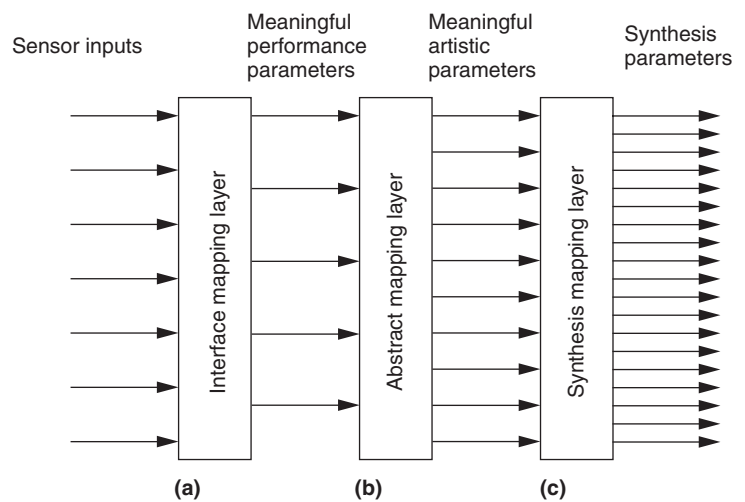 Sensor inputs
Meaningful
performance
parameters
Meaningful
artistic
parameters
Synthesis
parameters
Interface mapping layer
Abstract mapping layer
Synthesis mapping layer
(a)
(b)
(c)